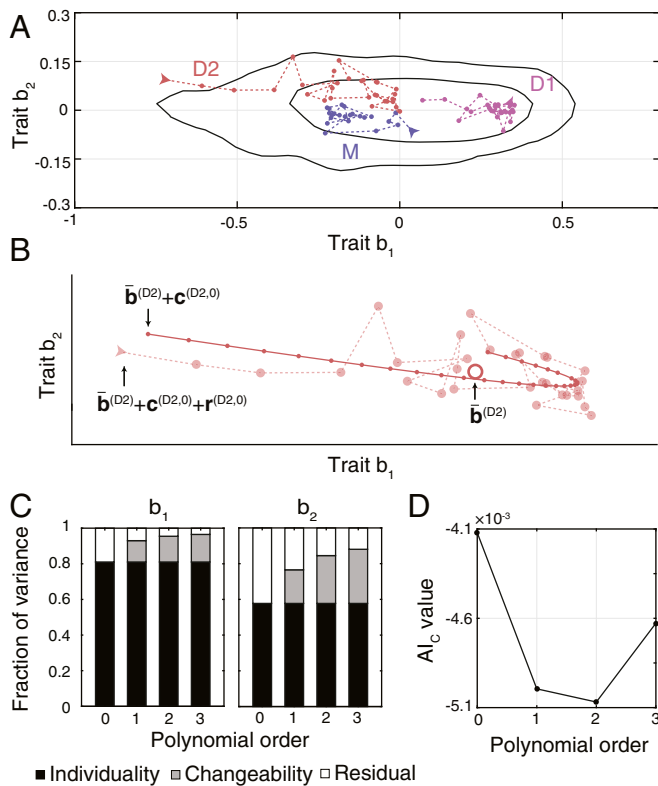 A
Trait b2
0.3
0.15
0
-0.15
-0.3
D2
D1
M
-1
-0.5
0
0.5
Trait b1
B
Trait b2
b̄(D2)+c(D2,0)
b̄(D2)+c(D2,0)+r(D2,0)
b̄(D2)
Trait b1
C
b1
b2
Fraction of variance
1
0.8
0.6
0.4
0.2
0
0 1 2 3
0 1 2 3
Polynomial order
Individuality Changeability Residual
D
×10-3
AIC value
-4.1
-4.6
-5.1
0 1 2 3
Polynomial order